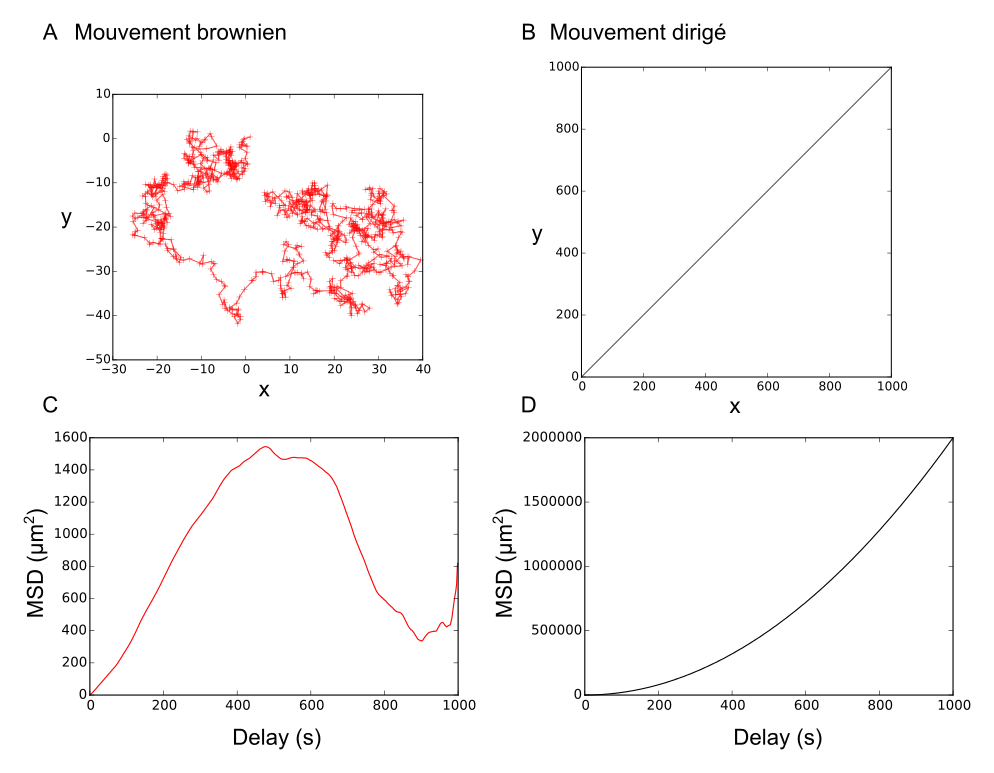 A Mouvement brownien
B Mouvement dirigé
10
0
−10
−20
−30
−40
−50
y
−30 −20 −10 0 10 20 30 40
x
1000
800
600
400
200
0
y
0 200 400 600 800 1000
x
C
1600
1400
1200
1000
800
600
400
200
0
MSD (µm²)
0 200 400 600 800 1000
Delay (s)
D
2000000
1500000
1000000
500000
0
MSD (µm²)
0 200 400 600 800 1000
Delay (s)